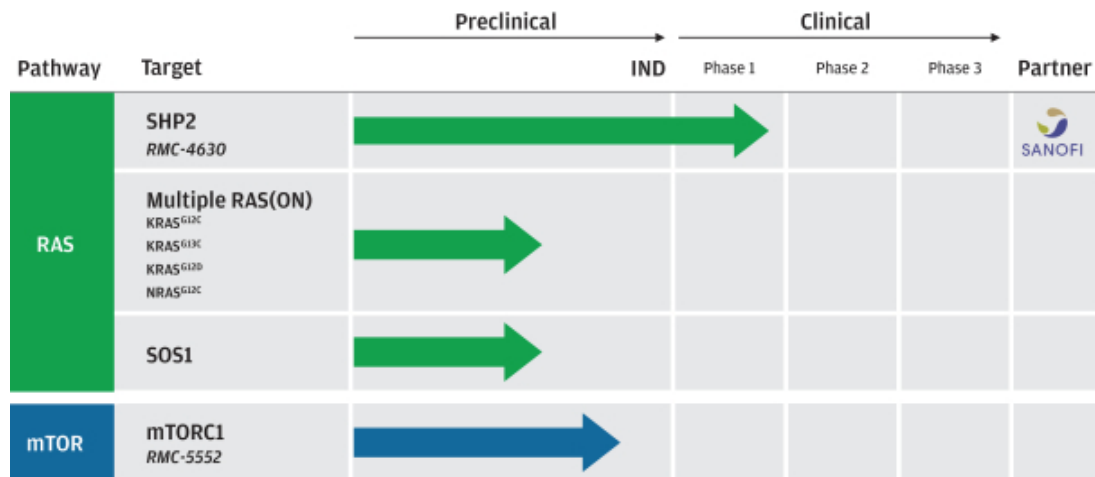 Preclinical
Clinical
Pathway
Target
IND
Phase 1
Phase 2
Phase 3
Partner
RAS
SHP2
RMC-4630
SANOFI
Multiple RAS(ON)
KRASG12C
KRASG13C
KRASG12D
NRASG12C
SOS1
mTOR
mTORC1
RMC-5552